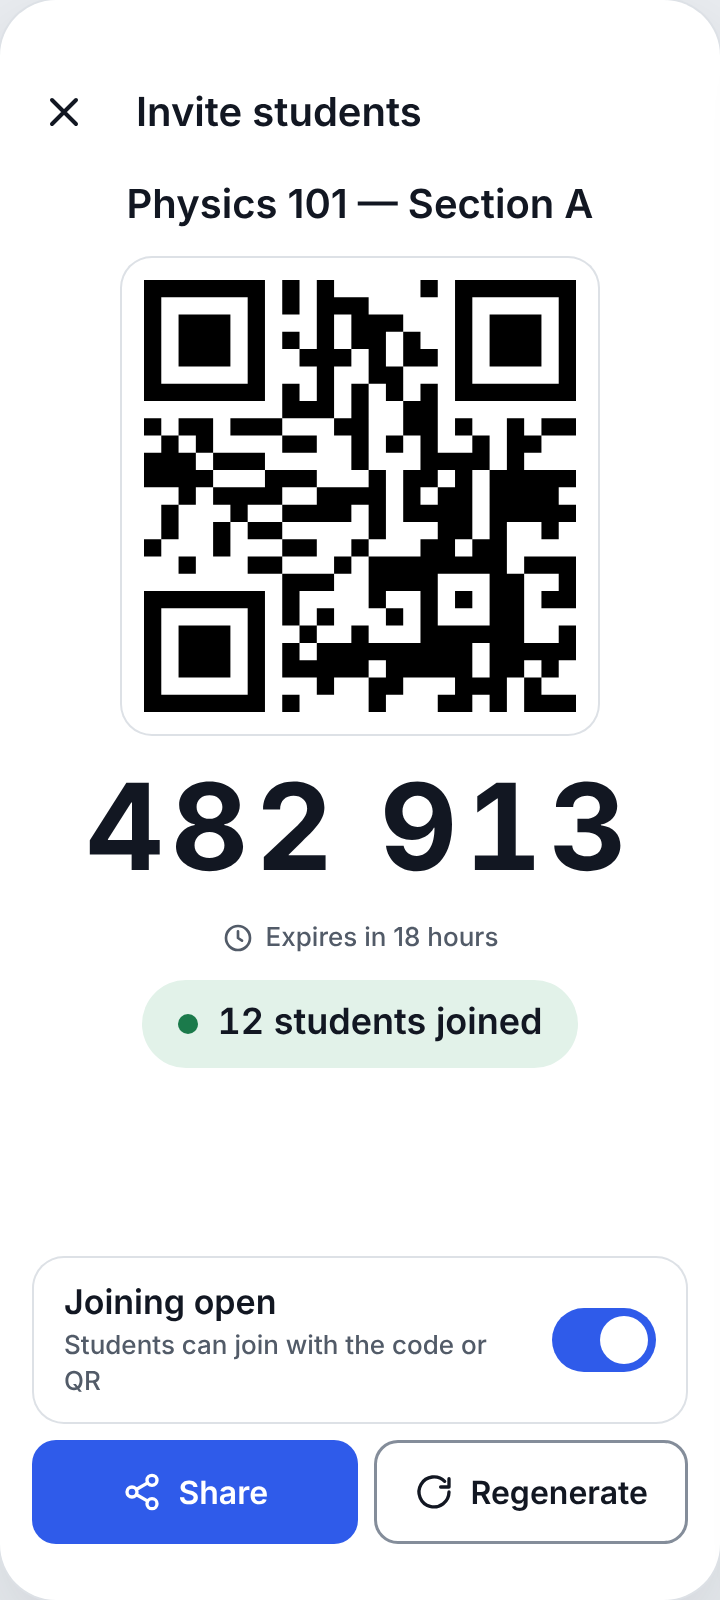 Invite students
Physics 101 — Section A
482 913
Expires in 18 hours
12 students joined
Joining open
Students can join with the code or
QR
Share
Regenerate